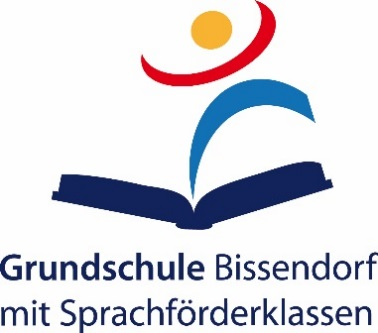 Grundschule Bissendorf
mit Sprachförderklassen